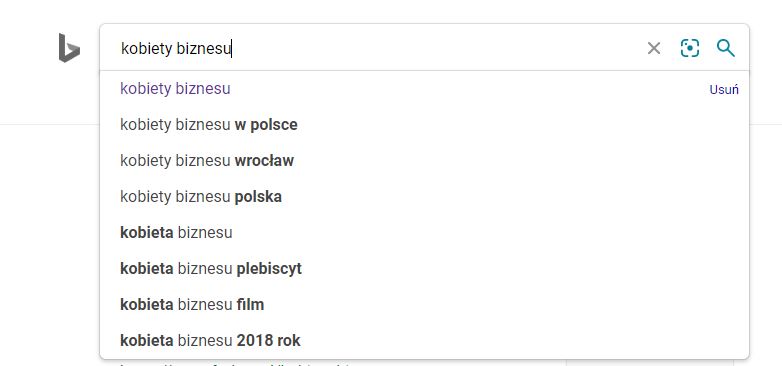 kobiety biznesu
kobiety biznesu Usuń
kobiety biznesu w polsce
kobiety biznesu wrocław
kobiety biznesu polska
kobieta biznesu
kobieta biznesu plebiscyt
kobieta biznesu film
kobieta biznesu 2018 rok